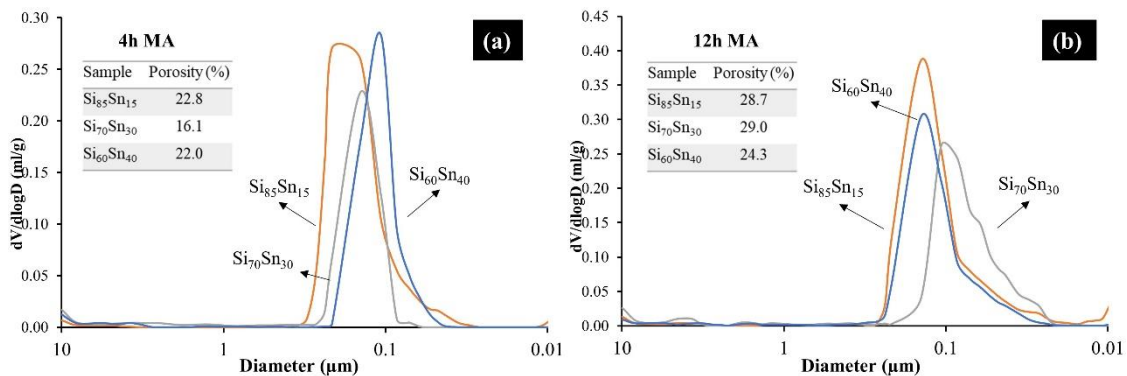 (a)
4h MA
Sample Porosity (%)
Si₈₅Sn₁₅ 22.8
Si₇₀Sn₃₀ 16.1
Si₆₀Sn₄₀ 22.0
Si₈₅Sn₁₅
Si₇₀Sn₃₀
Si₆₀Sn₄₀
dV/dlogD (ml/g)
0.30
0.25
0.20
0.15
0.10
0.05
0.00
10 1 0.1 0.01
Diameter (µm)
(b)
12h MA
Sample Porosity (%)
Si₈₅Sn₁₅ 28.7
Si₇₀Sn₃₀ 29.0
Si₆₀Sn₄₀ 24.3
Si₆₀Sn₄₀
Si₈₅Sn₁₅
Si₇₀Sn₃₀
dV/dlogD (ml/g)
0.45
0.40
0.35
0.30
0.25
0.20
0.15
0.10
0.05
0.00
10 1 0.1 0.01
Diameter (µm)